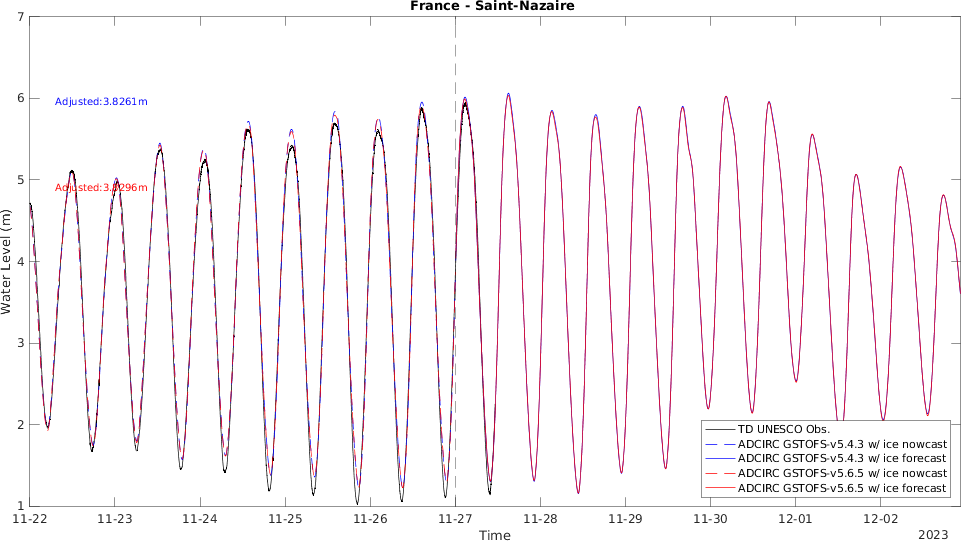 France - Saint-Nazaire
7
6
5
4
3
2
1
Water Level (m)
Adjusted:3.8261m
TD UNESCO Obs.
ADCIRC GSTOFS-v5.4.3 w/ ice nowcast
ADCIRC GSTOFS-v5.4.3 w/ ice forecast
ADCIRC GSTOFS-v5.6.5 w/ ice nowcast
ADCIRC GSTOFS-v5.6.5 w/ ice forecast
11-22 11-23 11-24 11-25 11-26 11-27 11-28 11-29 11-30 12-01 12-02
Time
2023